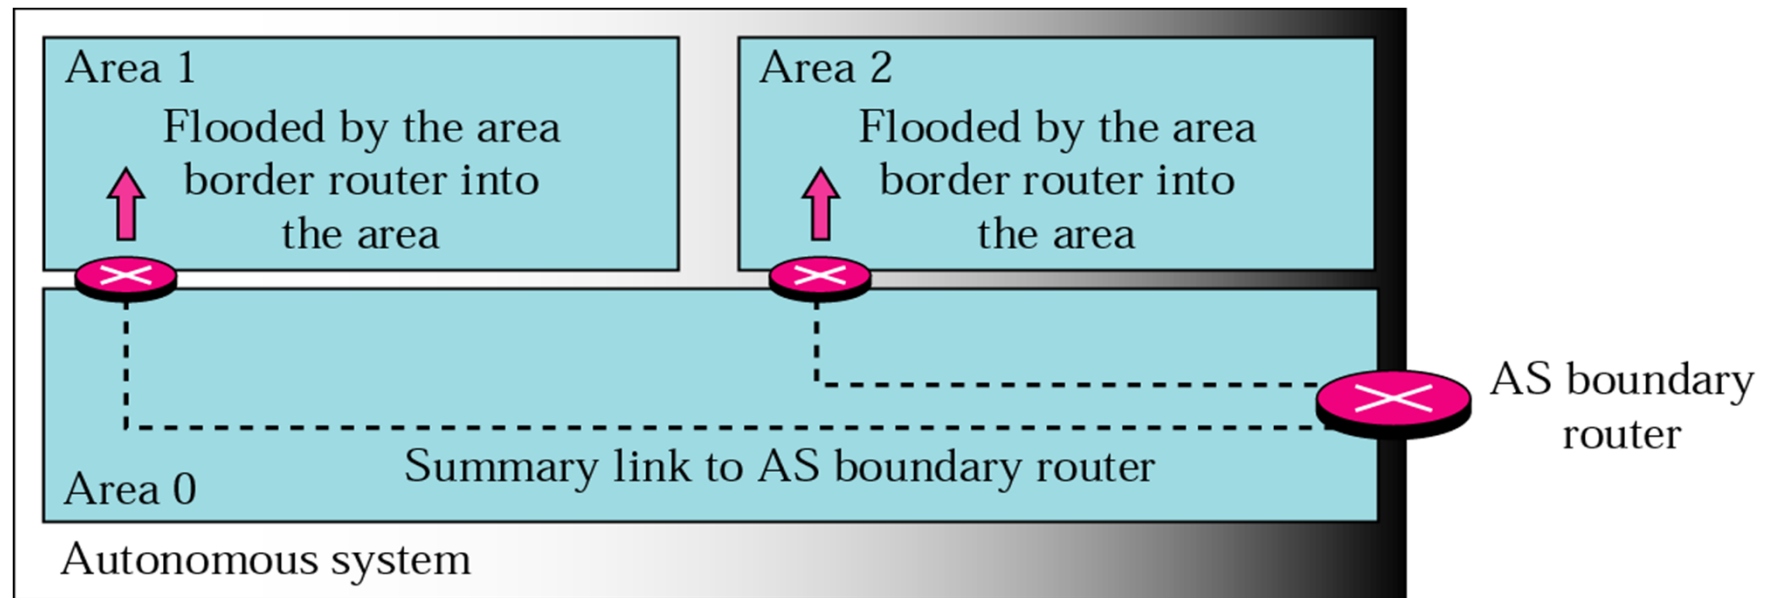 Area 1
Flooded by the area
border router into
the area
Area 2
Flooded by the area
border router into
the area
AS boundary
router
Summary link to AS boundary router
Area 0
Autonomous system